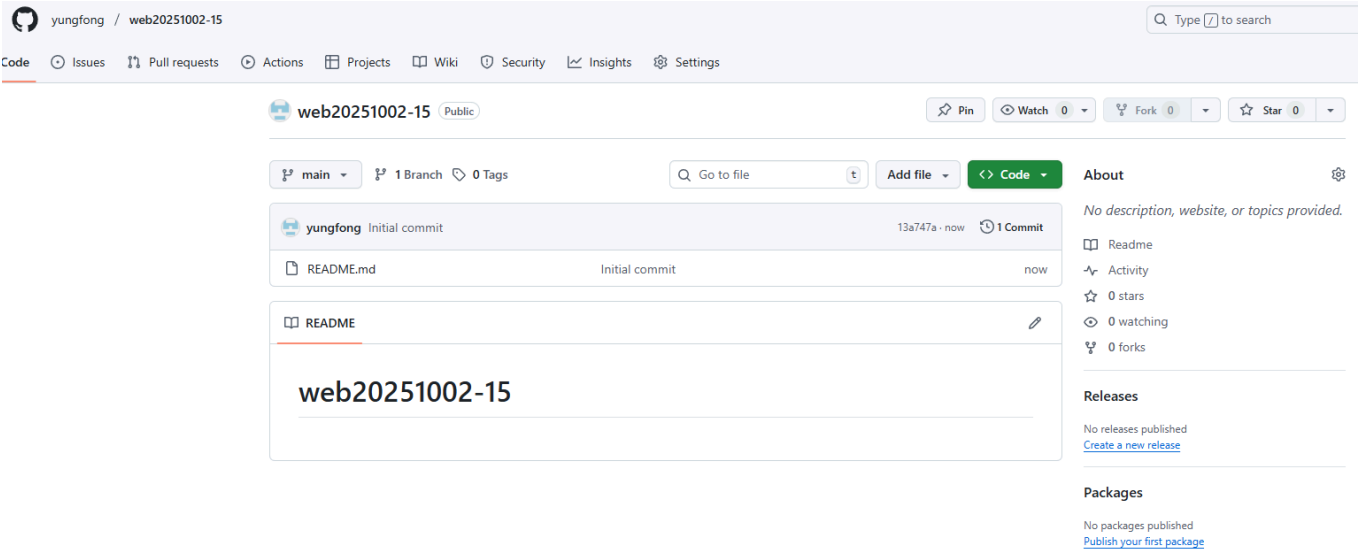 yungfong / web20251002-15
Type / to search
Code Issues Pull requests Actions Projects Wiki Security Insights Settings
web20251002-15 Public
Pin Watch 0 Fork 0 Star 0
main 1 Branch 0 Tags
Go to file t
Add file
Code
yungfong Initial commit 13a747a · now 1 Commit
README.md Initial commit now
README
web20251002-15
About
No description, website, or topics provided.
Readme
Activity
0 stars
0 watching
0 forks
Releases
No releases published
Create a new release
Packages
No packages published
Publish your first package